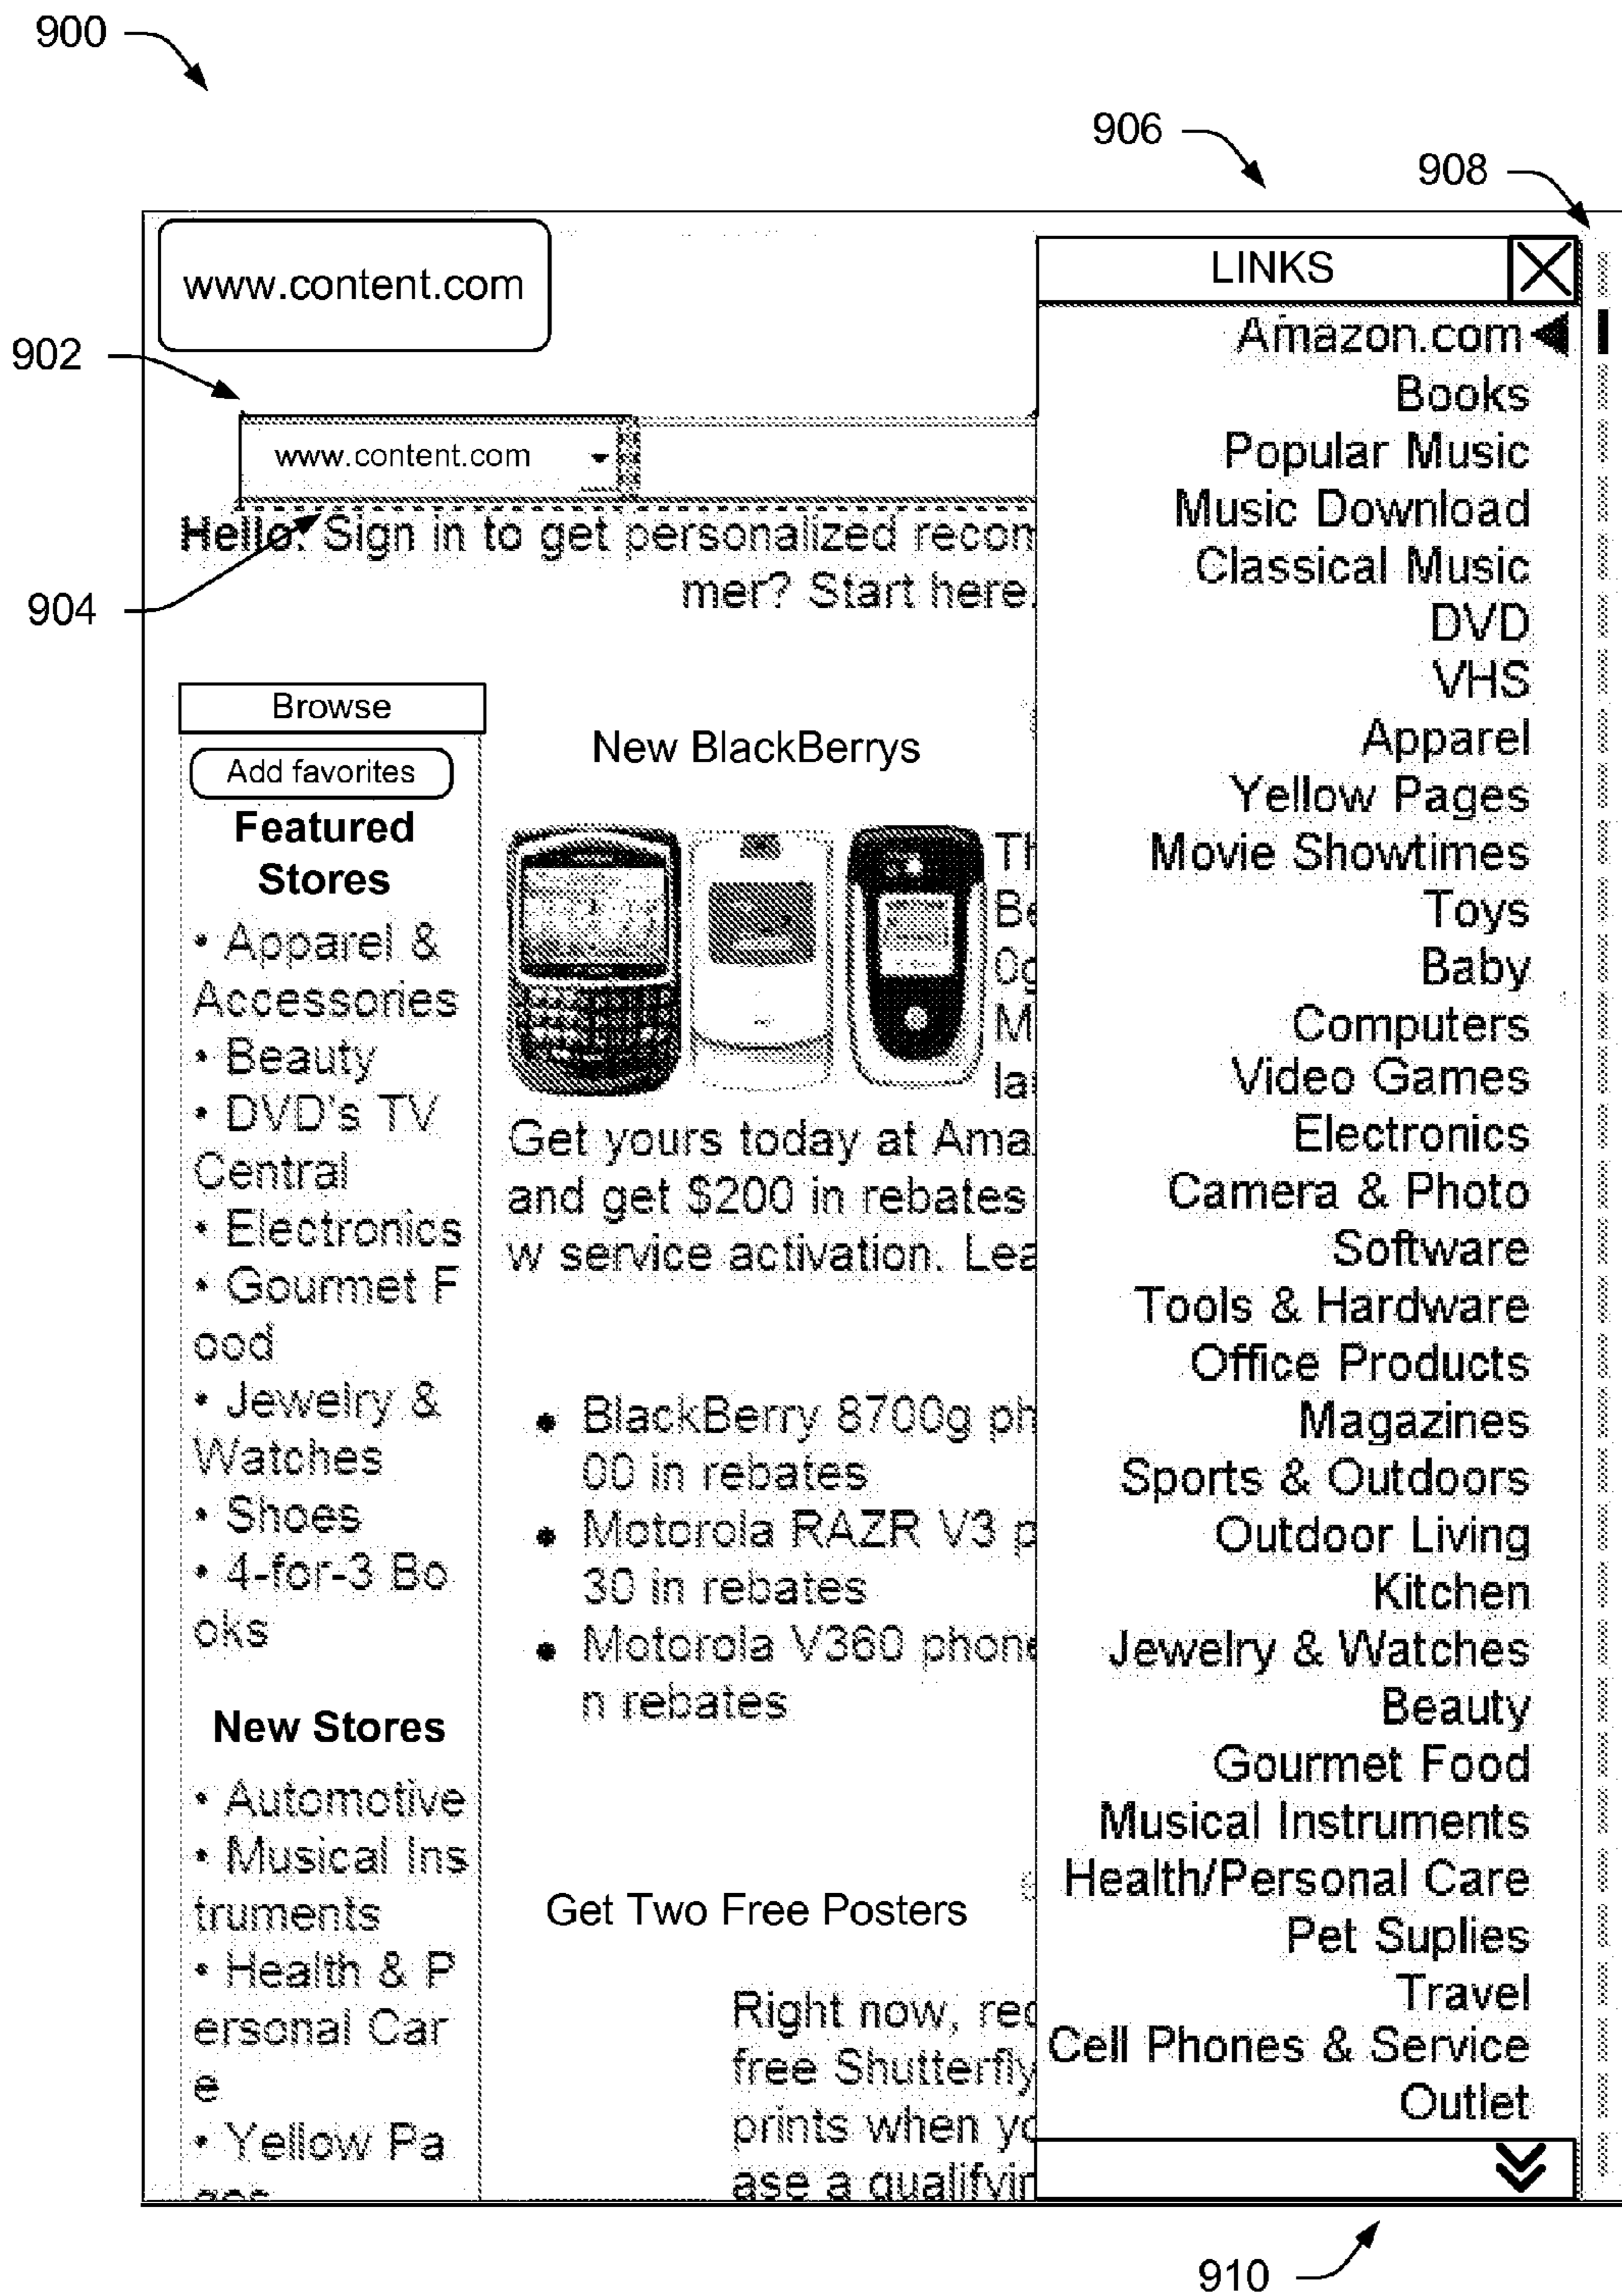 900
906
908
www.content.com
902
www.content.com
Hello. Sign in to get personalized recom
mer? Start here.
904
Browse
Add favorites
Featured
Stores
• Apparel &
Accessories
• Beauty
• DVD's TV
Central
• Electronics
• Gourmet F
ood
• Jewelry &
Watches
• Shoes
• 4-for-3 Bo
oks
New Stores
• Automotive
• Musical Ins
truments
• Health & P
ersonal Car
e
• Yellow Pa
New BlackBerrys
Th
Be
0g
M
la
Get yours today at Ama
and get $200 in rebates
w service activation. Lea
• BlackBerry 8700g ph
00 in rebates
• Motorola RAZR V3 p
30 in rebates
• Motorola V360 phone
n rebates
Get Two Free Posters
Right now, rec
free Shutterfly
prints when yo
ase a qualifyin
LINKS
Amazon.com
Books
Popular Music
Music Download
Classical Music
DVD
VHS
Apparel
Yellow Pages
Movie Showtimes
Toys
Baby
Computers
Video Games
Electronics
Camera & Photo
Software
Tools & Hardware
Office Products
Magazines
Sports & Outdoors
Outdoor Living
Kitchen
Jewelry & Watches
Beauty
Gourmet Food
Musical Instruments
Health/Personal Care
Pet Suplies
Travel
Cell Phones & Service
Outlet
910